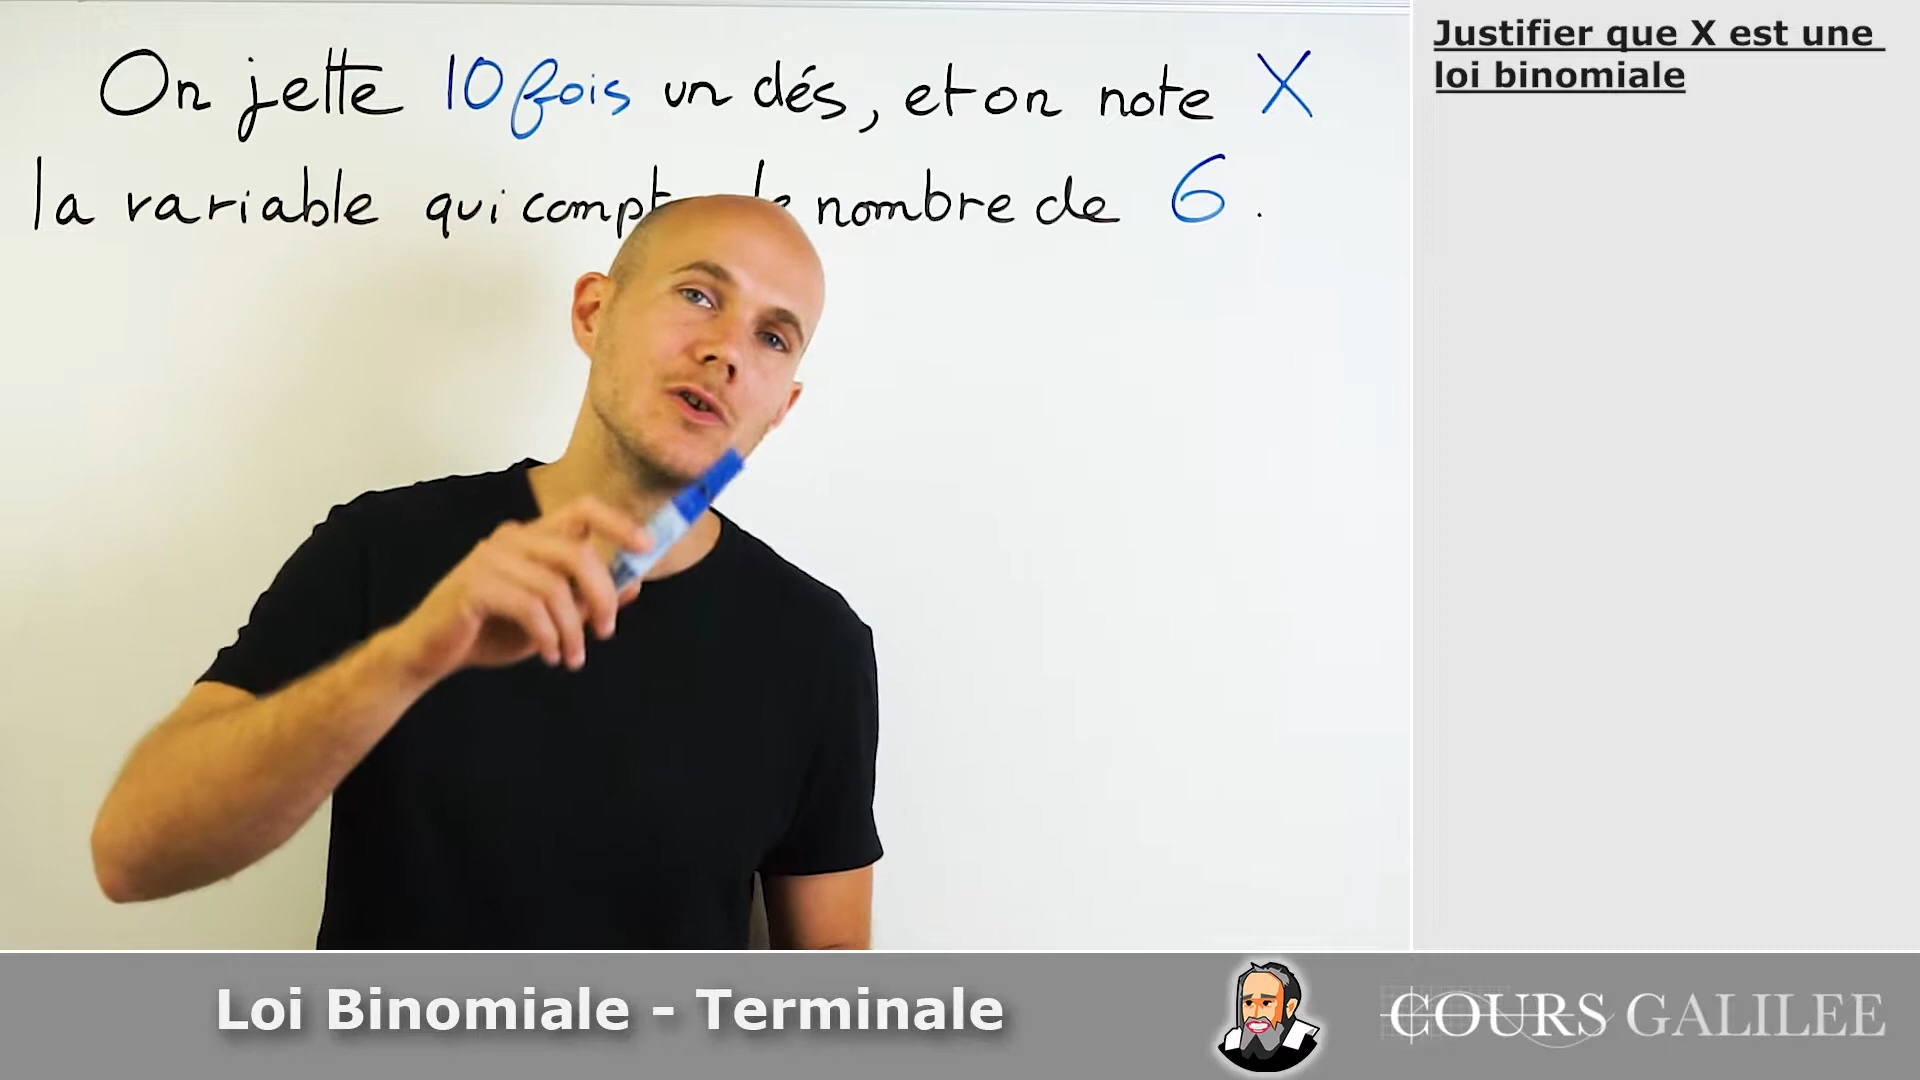 On jette 10 fois un dés, et on note X
la variable qui nombre de 6.
Justifier que X est une
loi binomiale
Loi Binomiale - Terminale
COURS GALILEE